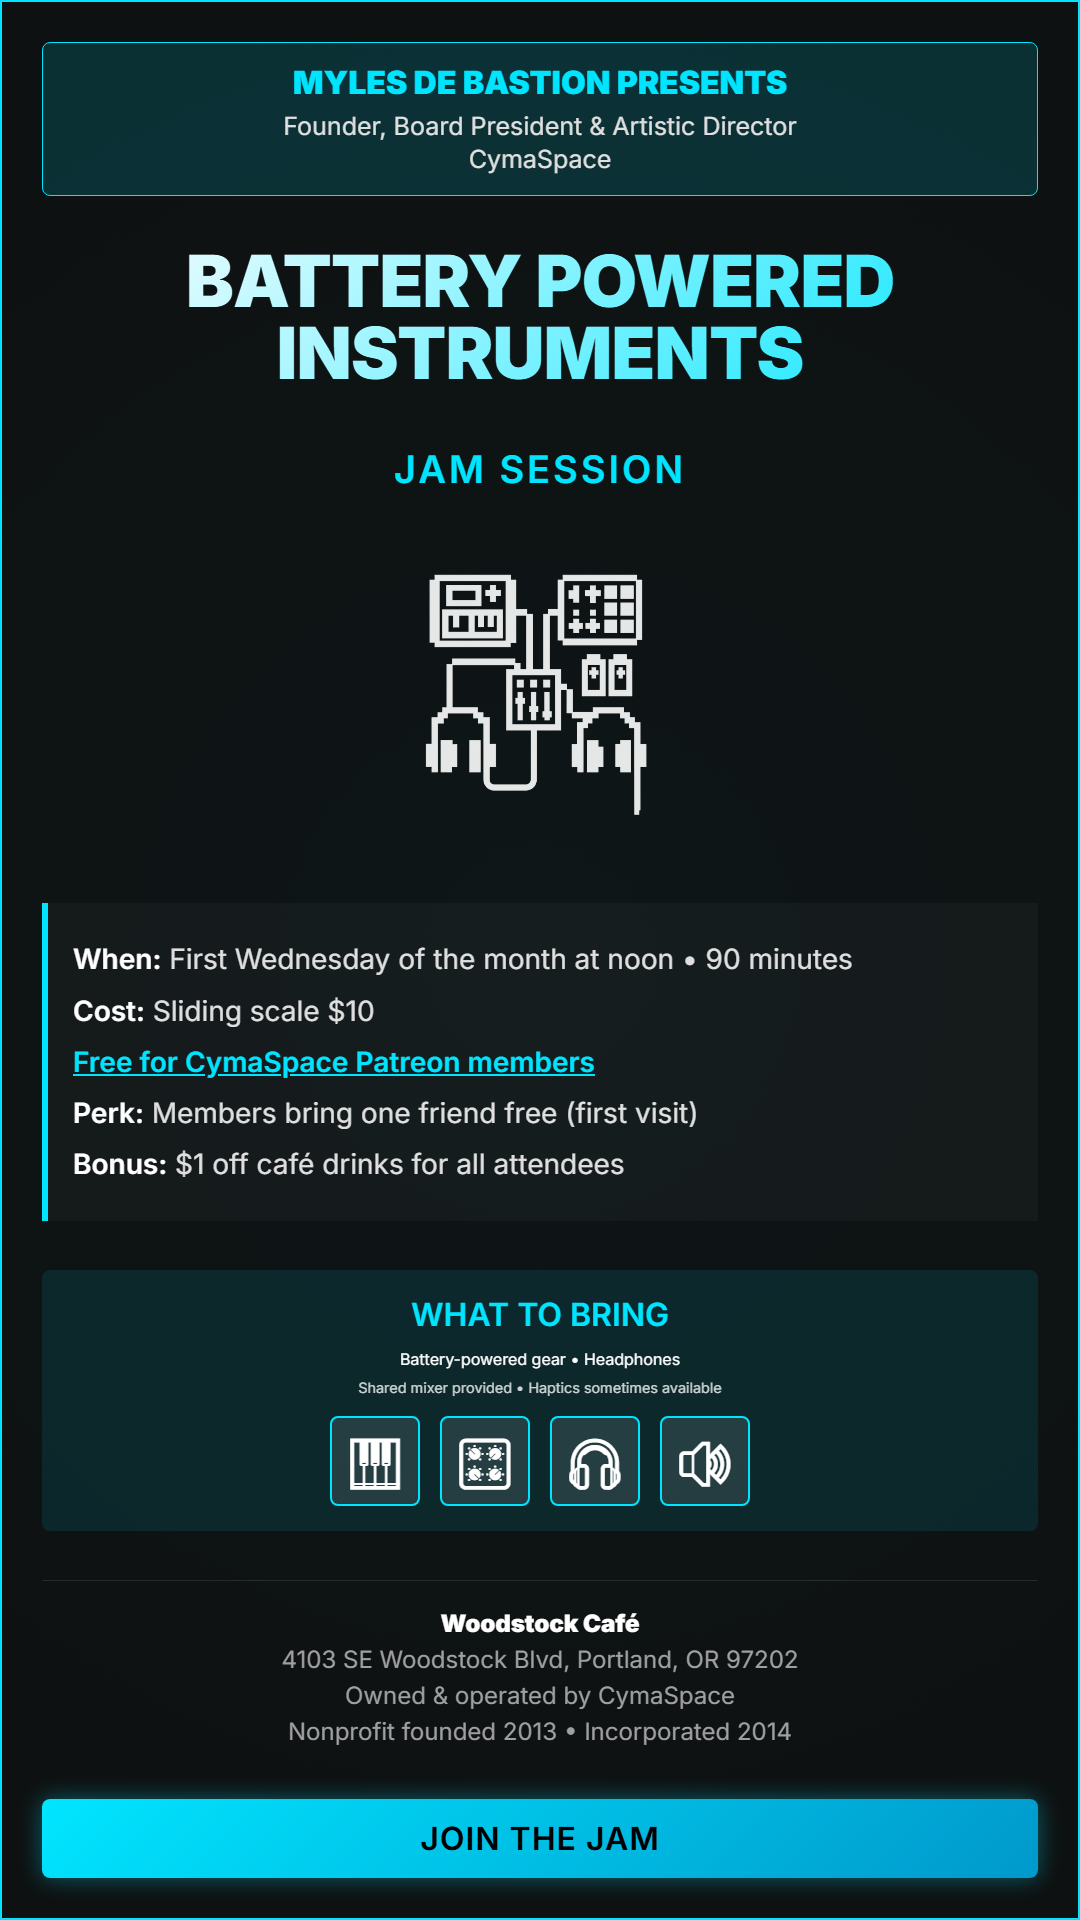 MYLES DE BASTION PRESENTS
Founder, Board President & Artistic Director
CymaSpace
BATTERY POWERED
INSTRUMENTS
JAM SESSION
When: First Wednesday of the month at noon • 90 minutes
Cost: Sliding scale $10
Free for CymaSpace Patreon members
Perk: Members bring one friend free (first visit)
Bonus: $1 off café drinks for all attendees
WHAT TO BRING
Battery-powered gear • Headphones
Shared mixer provided • Haptics sometimes available
Woodstock Café
4103 SE Woodstock Blvd, Portland, OR 97202
Owned & operated by CymaSpace
Nonprofit founded 2013 • Incorporated 2014
JOIN THE JAM